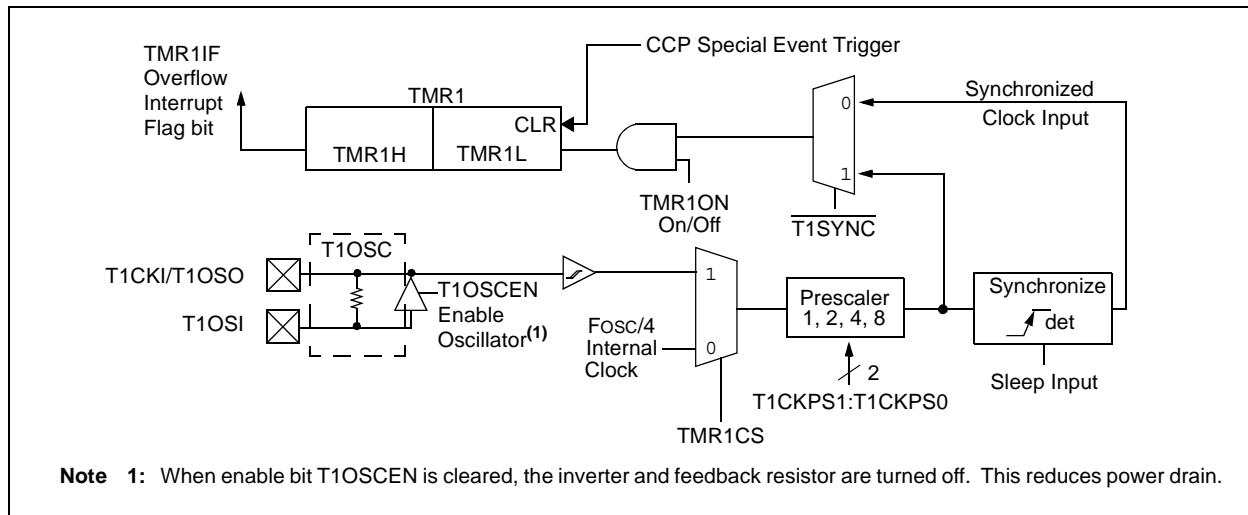 TMR1IF
Overflow
Interrupt
Flag bit
CCP Special Event Trigger
TMR1
CLR
TMR1H
TMR1L
TMR1ON
On/Off
0
1
T1SYNC
Synchronized
Clock Input
T1OSC
T1CKI/T1OSO
T1OSI
T1OSCEN
Enable
Oscillator(1)
FOSC/4
Internal
Clock
1
0
TMR1CS
Prescaler
1, 2, 4, 8
2
T1CKPS1:T1CKPS0
Synchronize
det
Sleep Input
Note 1: When enable bit T1OSCEN is cleared, the inverter and feedback resistor are turned off. This reduces power drain.